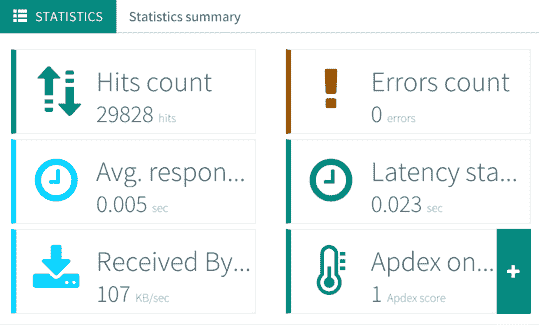 STATISTICS Statistics summary
Hits count
29828 hits
Errors count
0 errors
Avg. respon...
0.005 sec
Latency sta...
0.023 sec
Received By...
107 KB/sec
Apdex on...
1 Apdex score